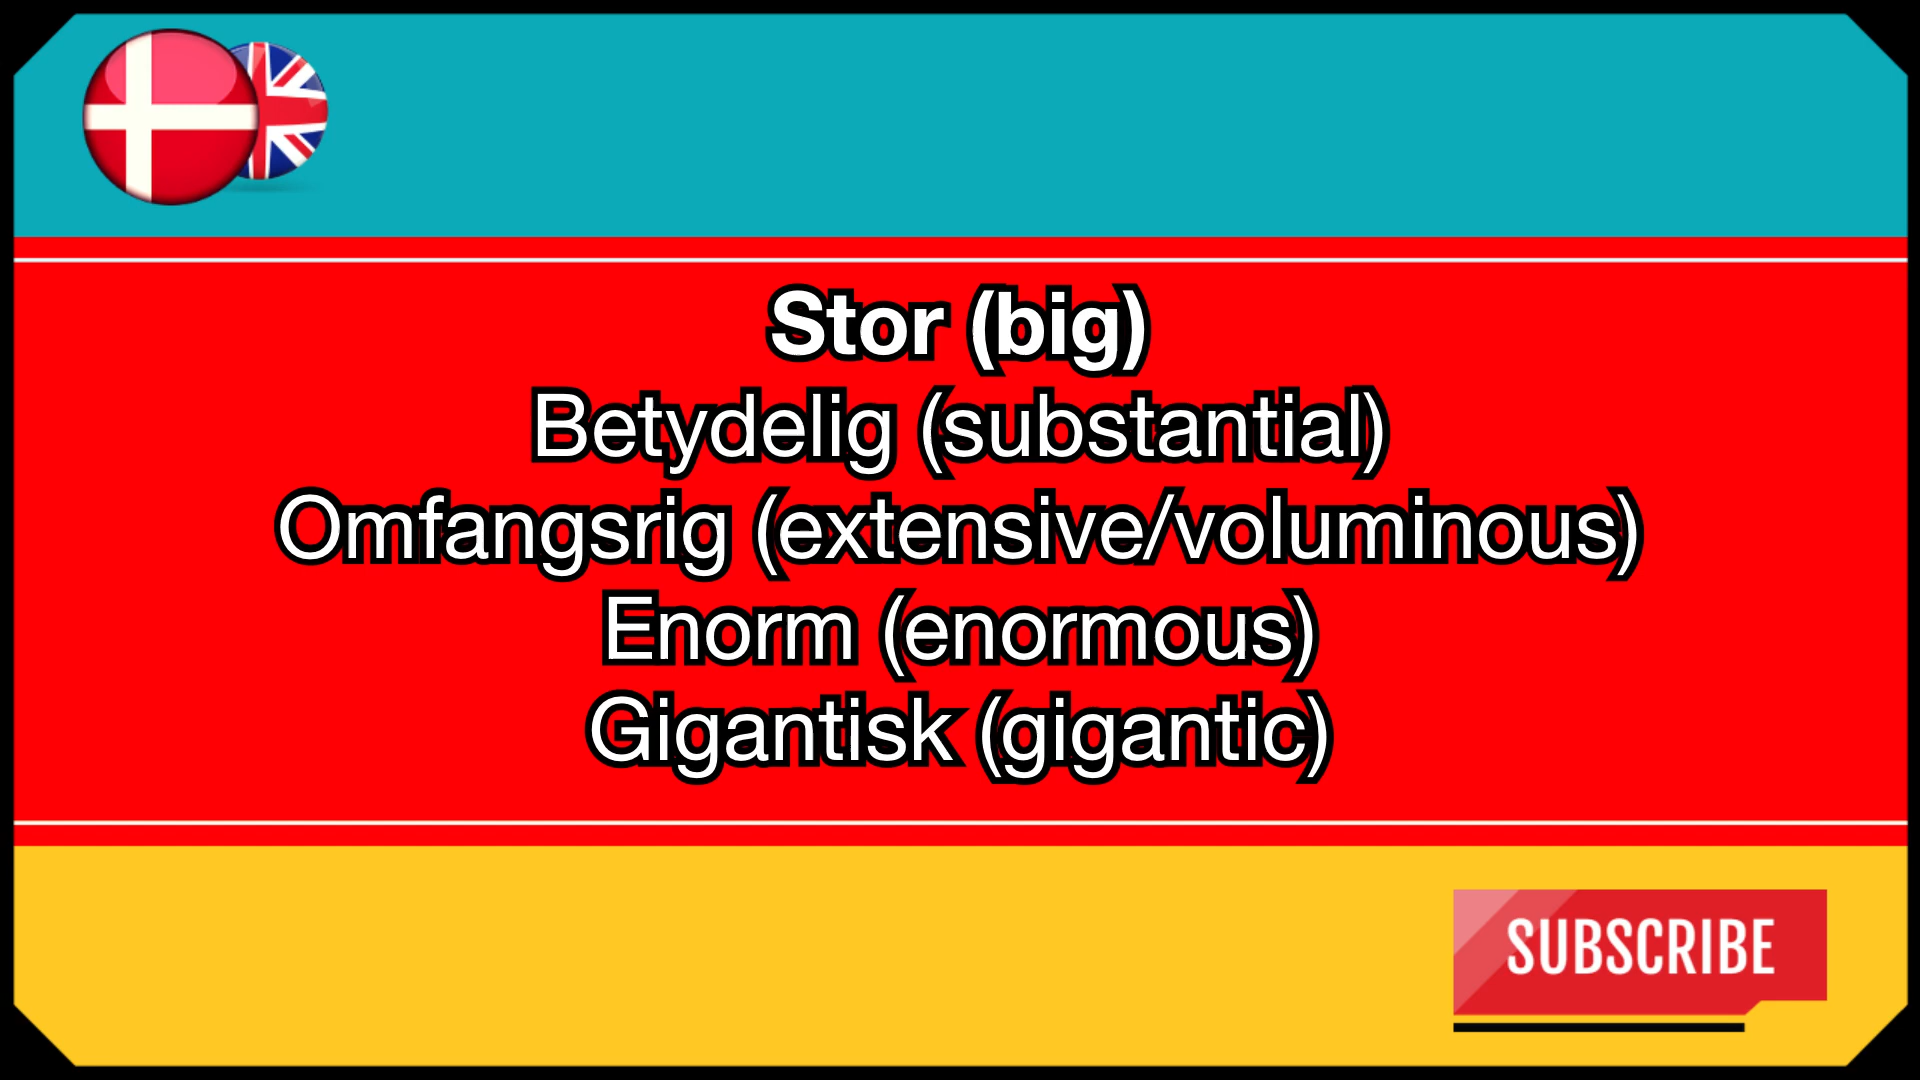 Stor (big)
Betydelig (substantial)
Omfangsrig (extensive/voluminous)
Enorm (enormous)
Gigantisk (gigantic)
SUBSCRIBE